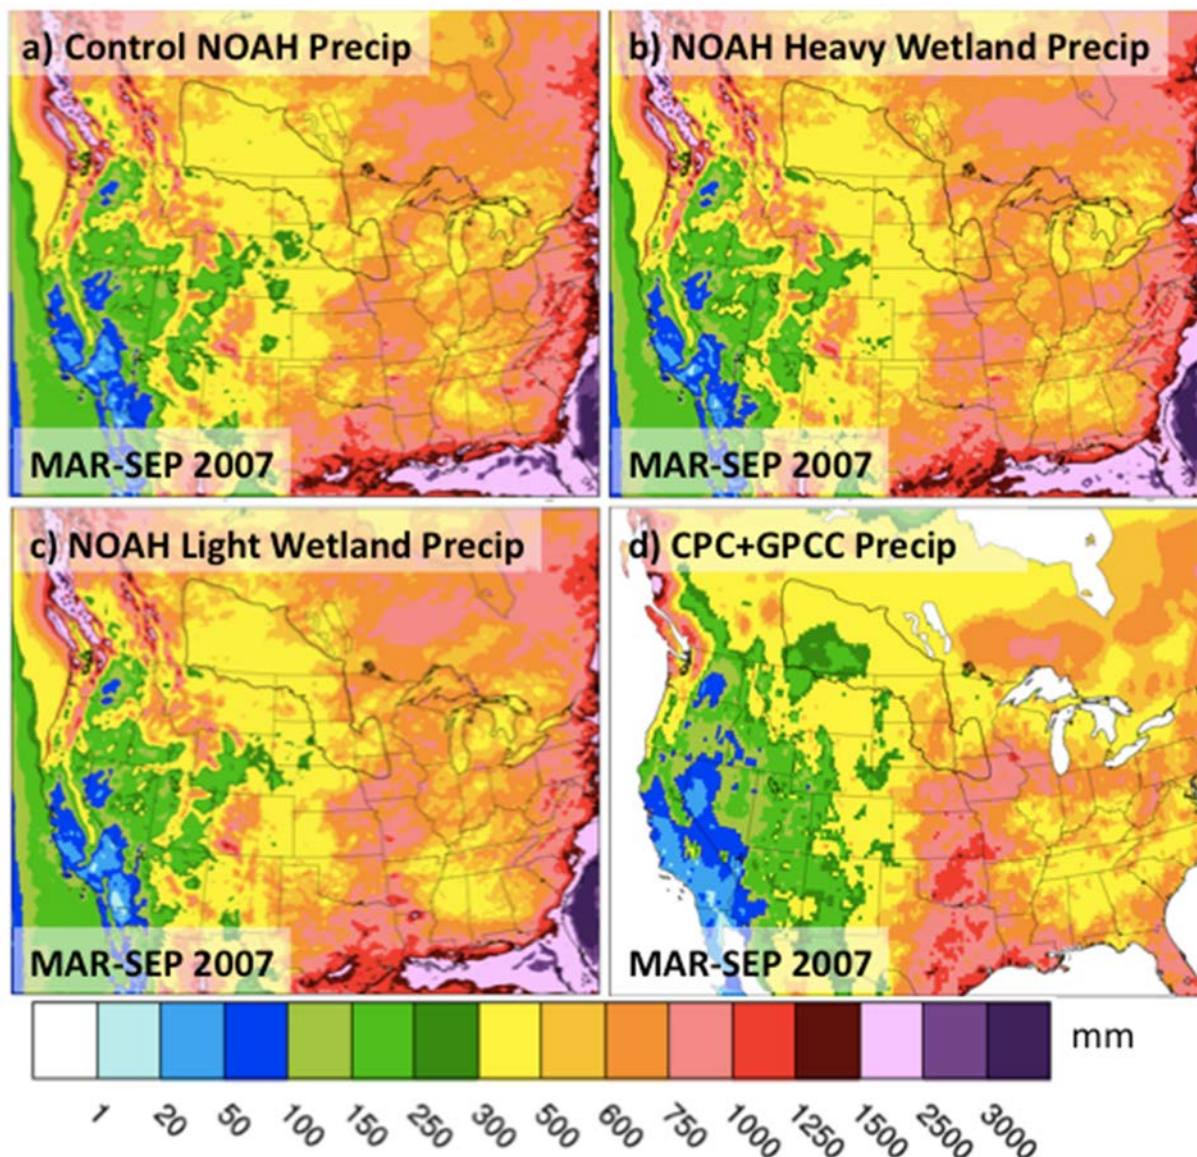 a) Control NOAH Precip
b) NOAH Heavy Wetland Precip
MAR-SEP 2007
MAR-SEP 2007
c) NOAH Light Wetland Precip
d) CPC+GPCC Precip
MAR-SEP 2007
MAR-SEP 2007
mm
1 20 50 100 150 250 300 500 600 750 1000 1250 1500 2500 3000